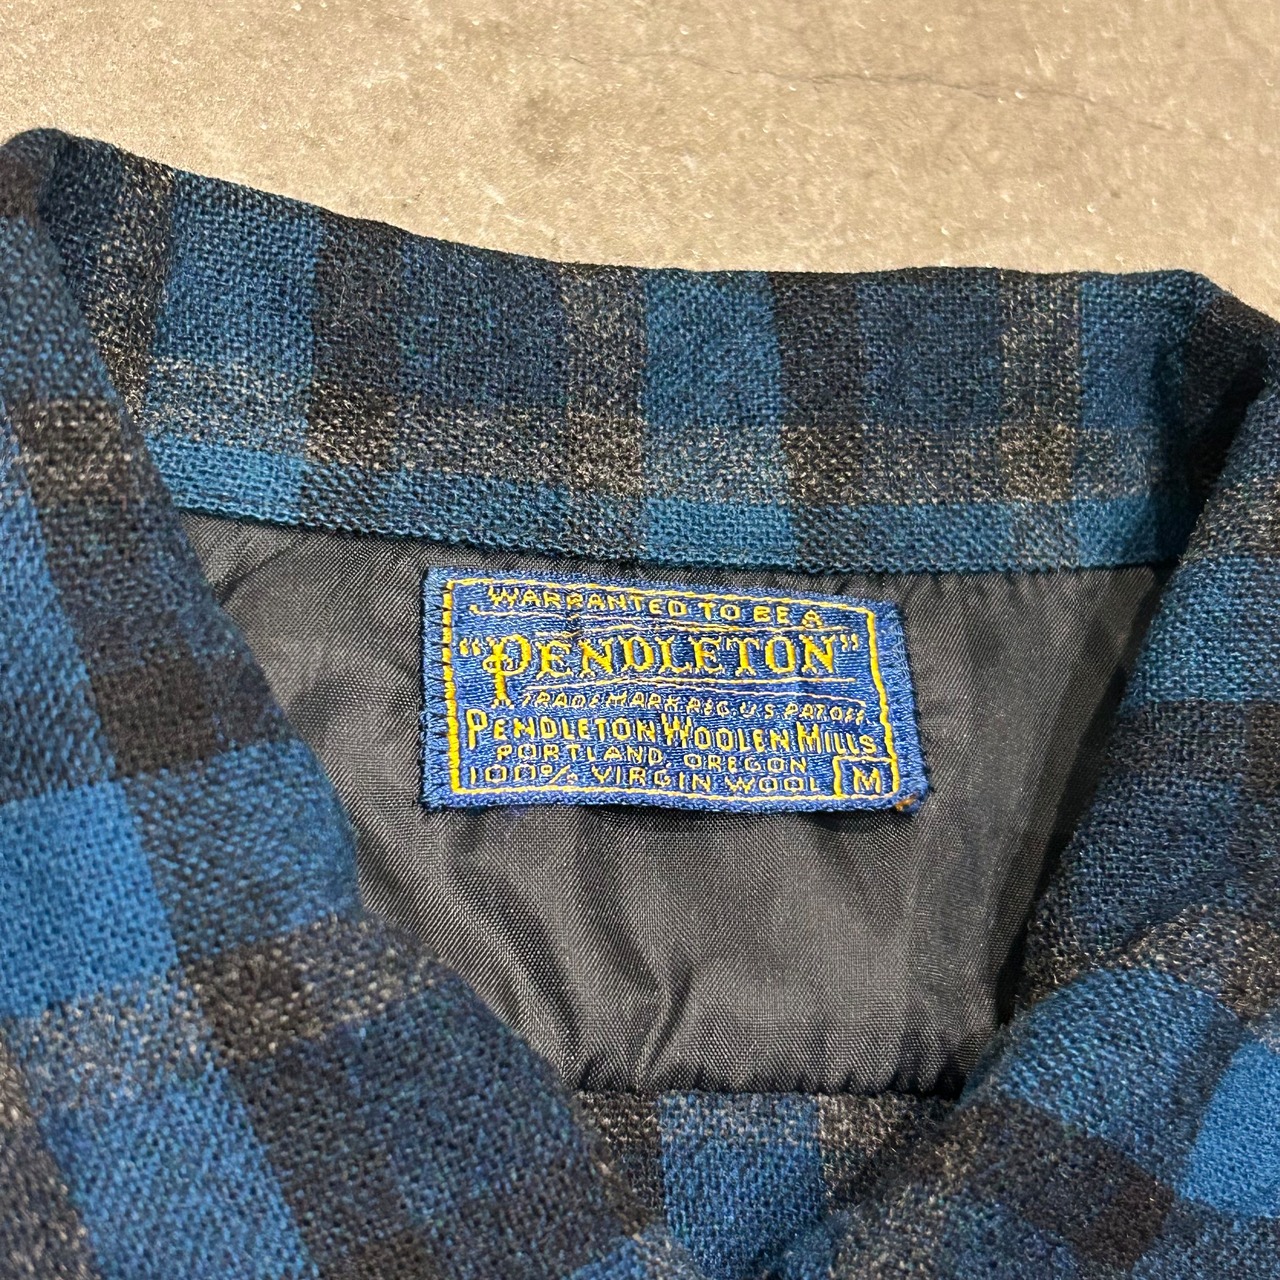 WARRANTED TO BE A
"PENDLETON"
TRADE MARK REG. U.S. PAT. OFF.
PENDLETON WOOLEN MILLS
PORTLAND, OREGON
100% VIRGIN WOOL M